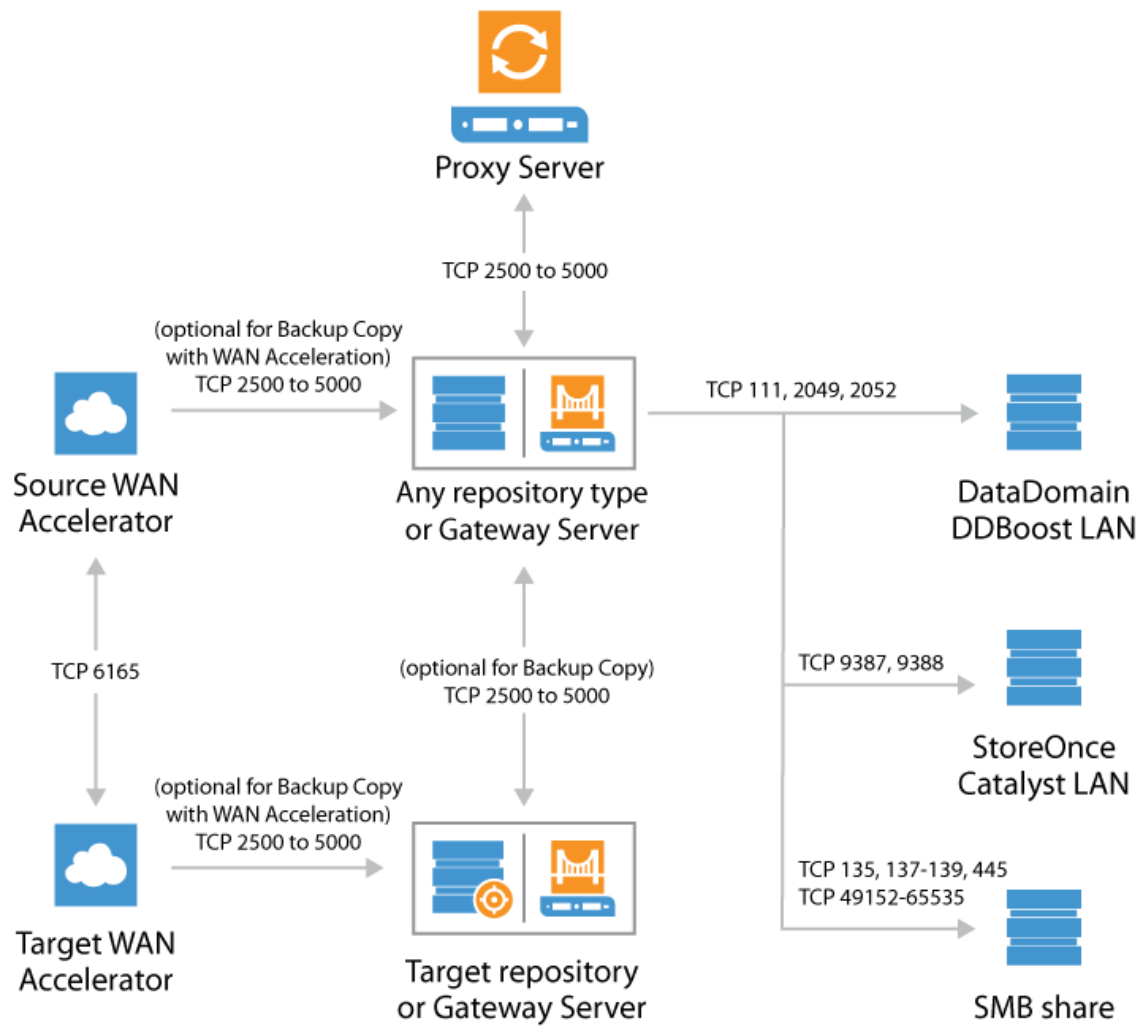 Proxy Server
TCP 2500 to 5000
(optional for Backup Copy
with WAN Acceleration)
TCP 2500 to 5000
TCP 111, 2049, 2052
Source WAN
Accelerator
Any repository type
or Gateway Server
DataDomain
DDBoost LAN
TCP 6165
(optional for Backup Copy)
TCP 2500 to 5000
TCP 9387, 9388
StoreOnce
Catalyst LAN
(optional for Backup Copy
with WAN Acceleration)
TCP 2500 to 5000
TCP 135, 137-139, 445
TCP 49152-65535
Target WAN
Accelerator
Target repository
or Gateway Server
SMB share